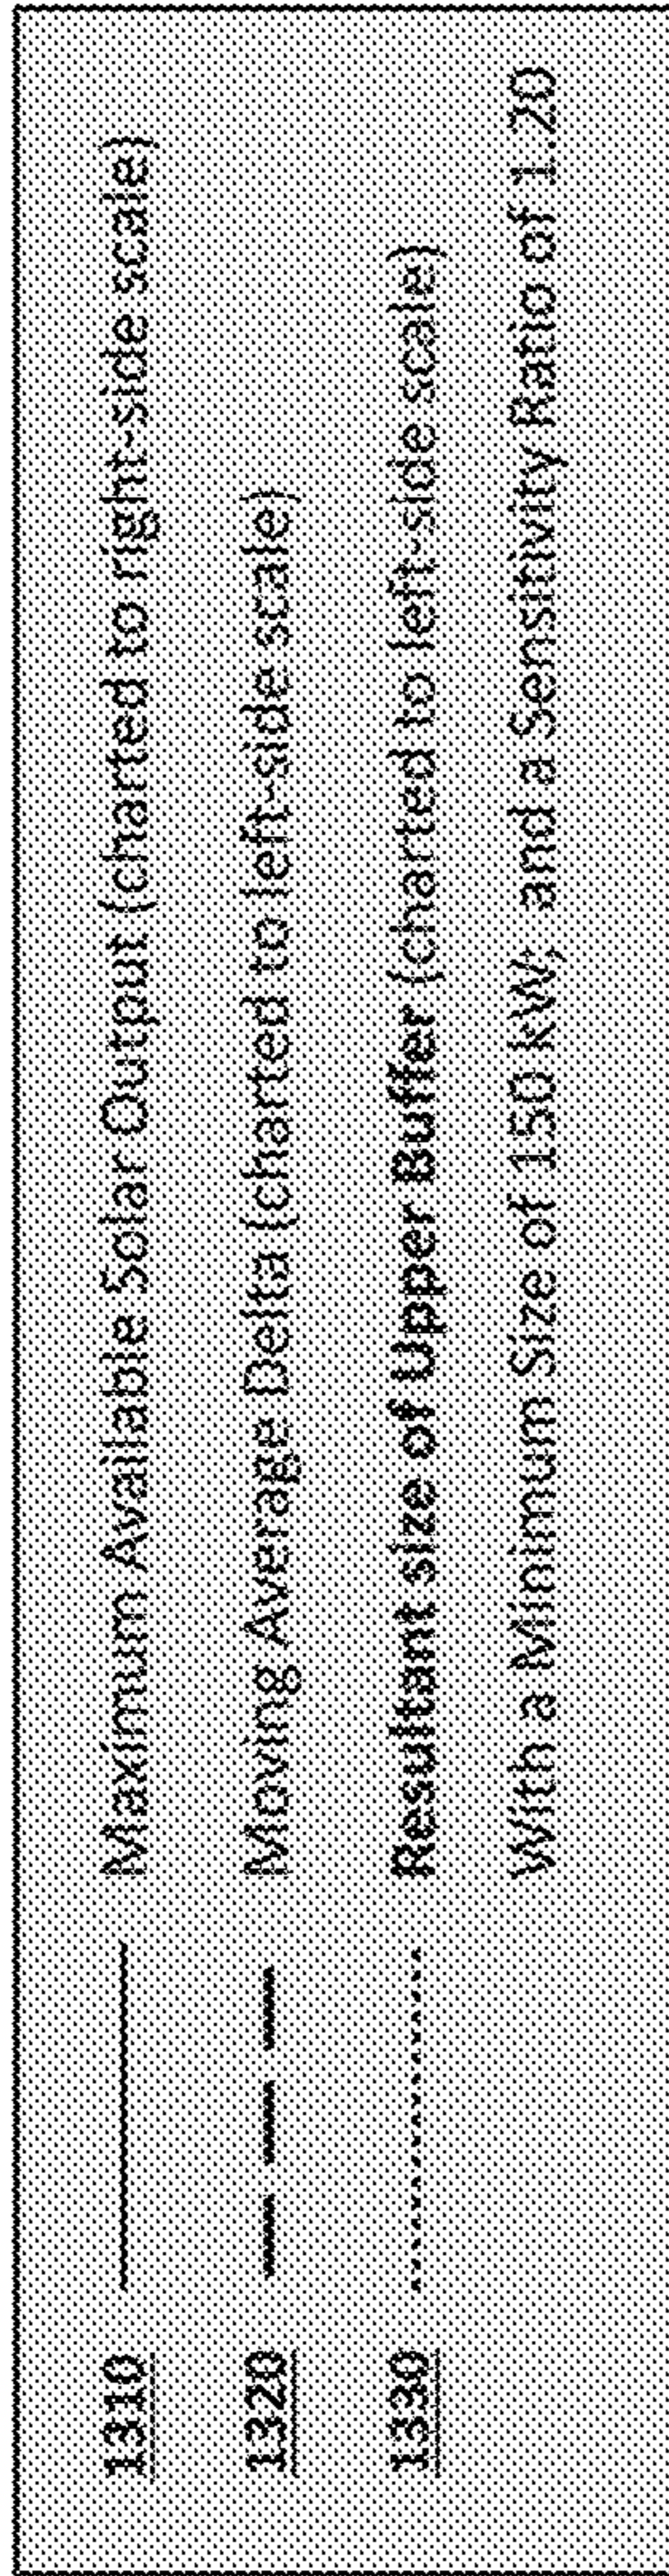 1310 Maximum Available Solar Output (charted to right-side scale)
1320 Moving Average Delta (charted to left-side scale)
1330 Resultant size of Upper Buffer (charted to left-side scale)
With a Minimum Size of 150 kW; and a Sensitivity Ratio of 1.20